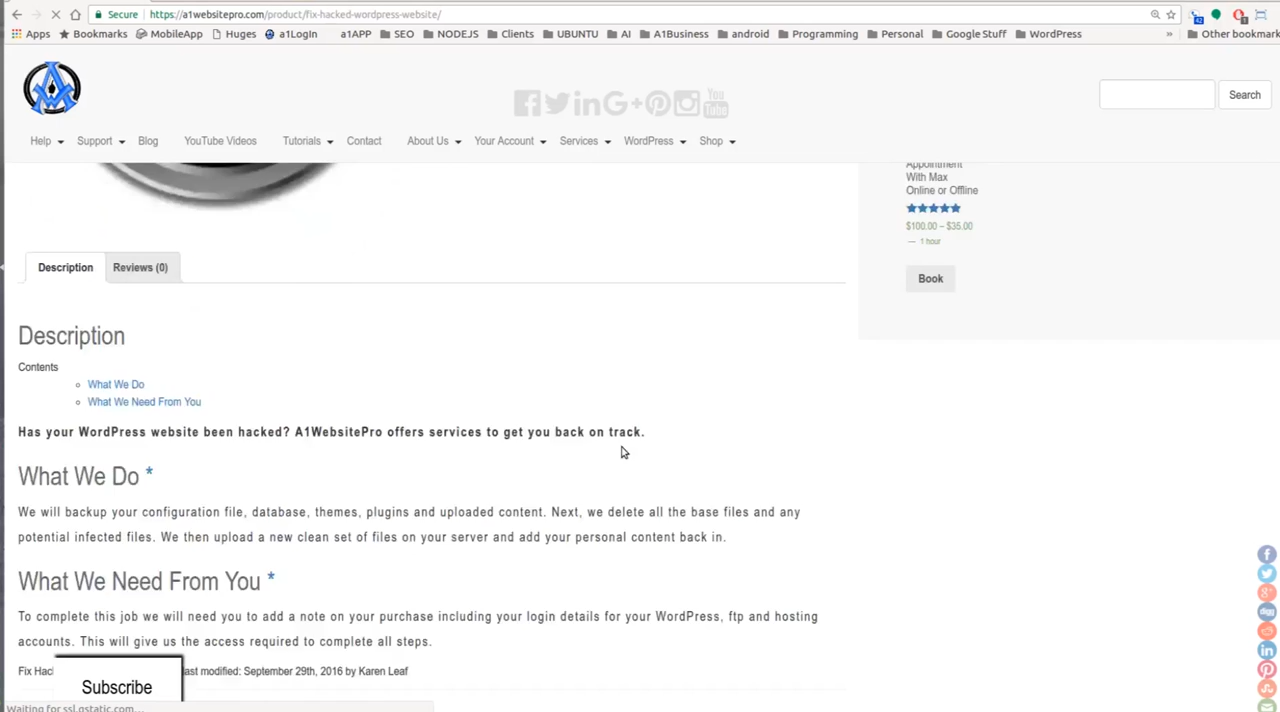 Secure https://a1websitepro.com/product/fix-hacked-wordpress-website/
Apps Bookmarks MobileApp Huges a1LogIn a1APP SEO NODEJS Clients UBUNTU AI A1Business android Programming Personal Google Stuff WordPress » Other bookmark
Search
Help Support Blog YouTube Videos Tutorials Contact About Us Your Account Services WordPress Shop
Appointment
With Max
Online or Offline
$100.00 – $35.00
— 1 hour
Book
Description Reviews (0)
Description
Contents
What We Do
What We Need From You
Has your WordPress website been hacked? A1WebsitePro offers services to get you back on track.
What We Do *
We will backup your configuration file, database, themes, plugins and uploaded content. Next, we delete all the base files and any
potential infected files. We then upload a new clean set of files on your server and add your personal content back in.
What We Need From You *
To complete this job we will need you to add a note on your purchase including your login details for your WordPress, ftp and hosting
accounts. This will give us the access required to complete all steps.
Fix Hac ast modified: September 29th, 2016 by Karen Leaf
Subscribe
Waiting for ssl.gstatic.com...